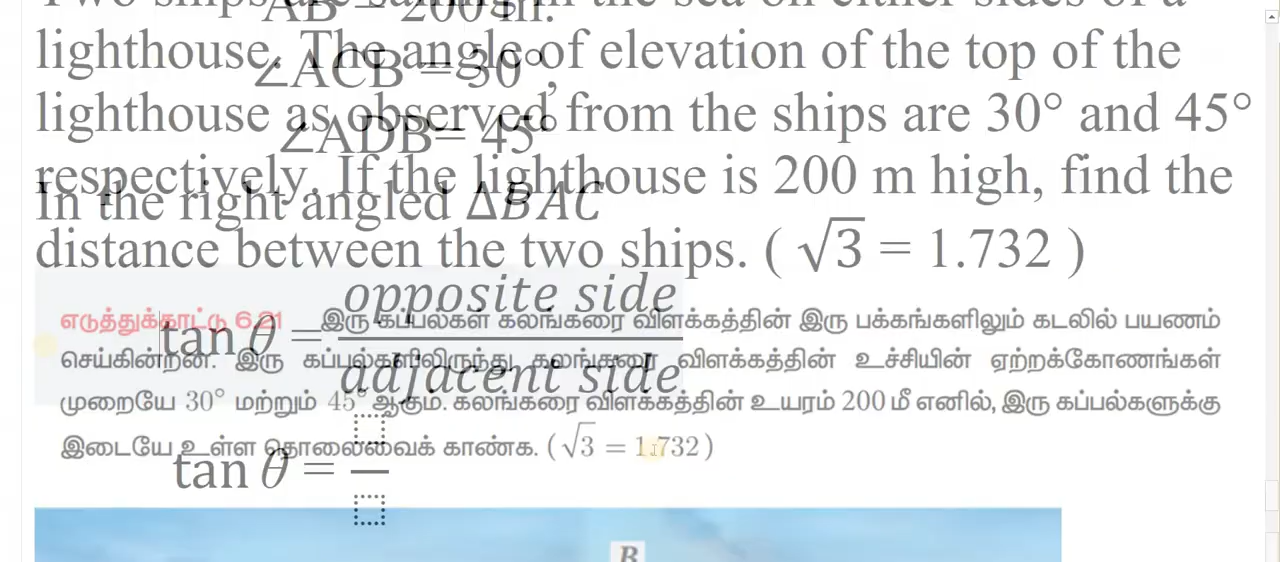 Two ships are sailing in the sea on either sides of a
AB = 200 m.
lighthouse. The angle of elevation of the top of the
∠ACB = 30°,
lighthouse as observed from the ships are 30° and 45°
∠ADB= 45°
respectively. If the lighthouse is 200 m high, find the
In the right angled ΔBAC
distance between the two ships. ( √3 = 1.732 )
tan θ = opposite side / adjacent side
எடுத்துக்காட்டு 6.21 இரு கப்பல்கள் கலங்கரை விளக்கத்தின் இரு பக்கங்களிலும் கடலில் பயணம்
செய்கின்றன. இரு கப்பல்களிலிருந்து கலங்கரை விளக்கத்தின் உச்சியின் ஏற்றக்கோணங்கள்
முறையே 30° மற்றும் 45° ஆகும். கலங்கரை விளக்கத்தின் உயரம் 200 மீ எனில், இரு கப்பல்களுக்கு
இடையே உள்ள தொலைவைக் காண்க. (√3 = 1.732)
tan θ =
B